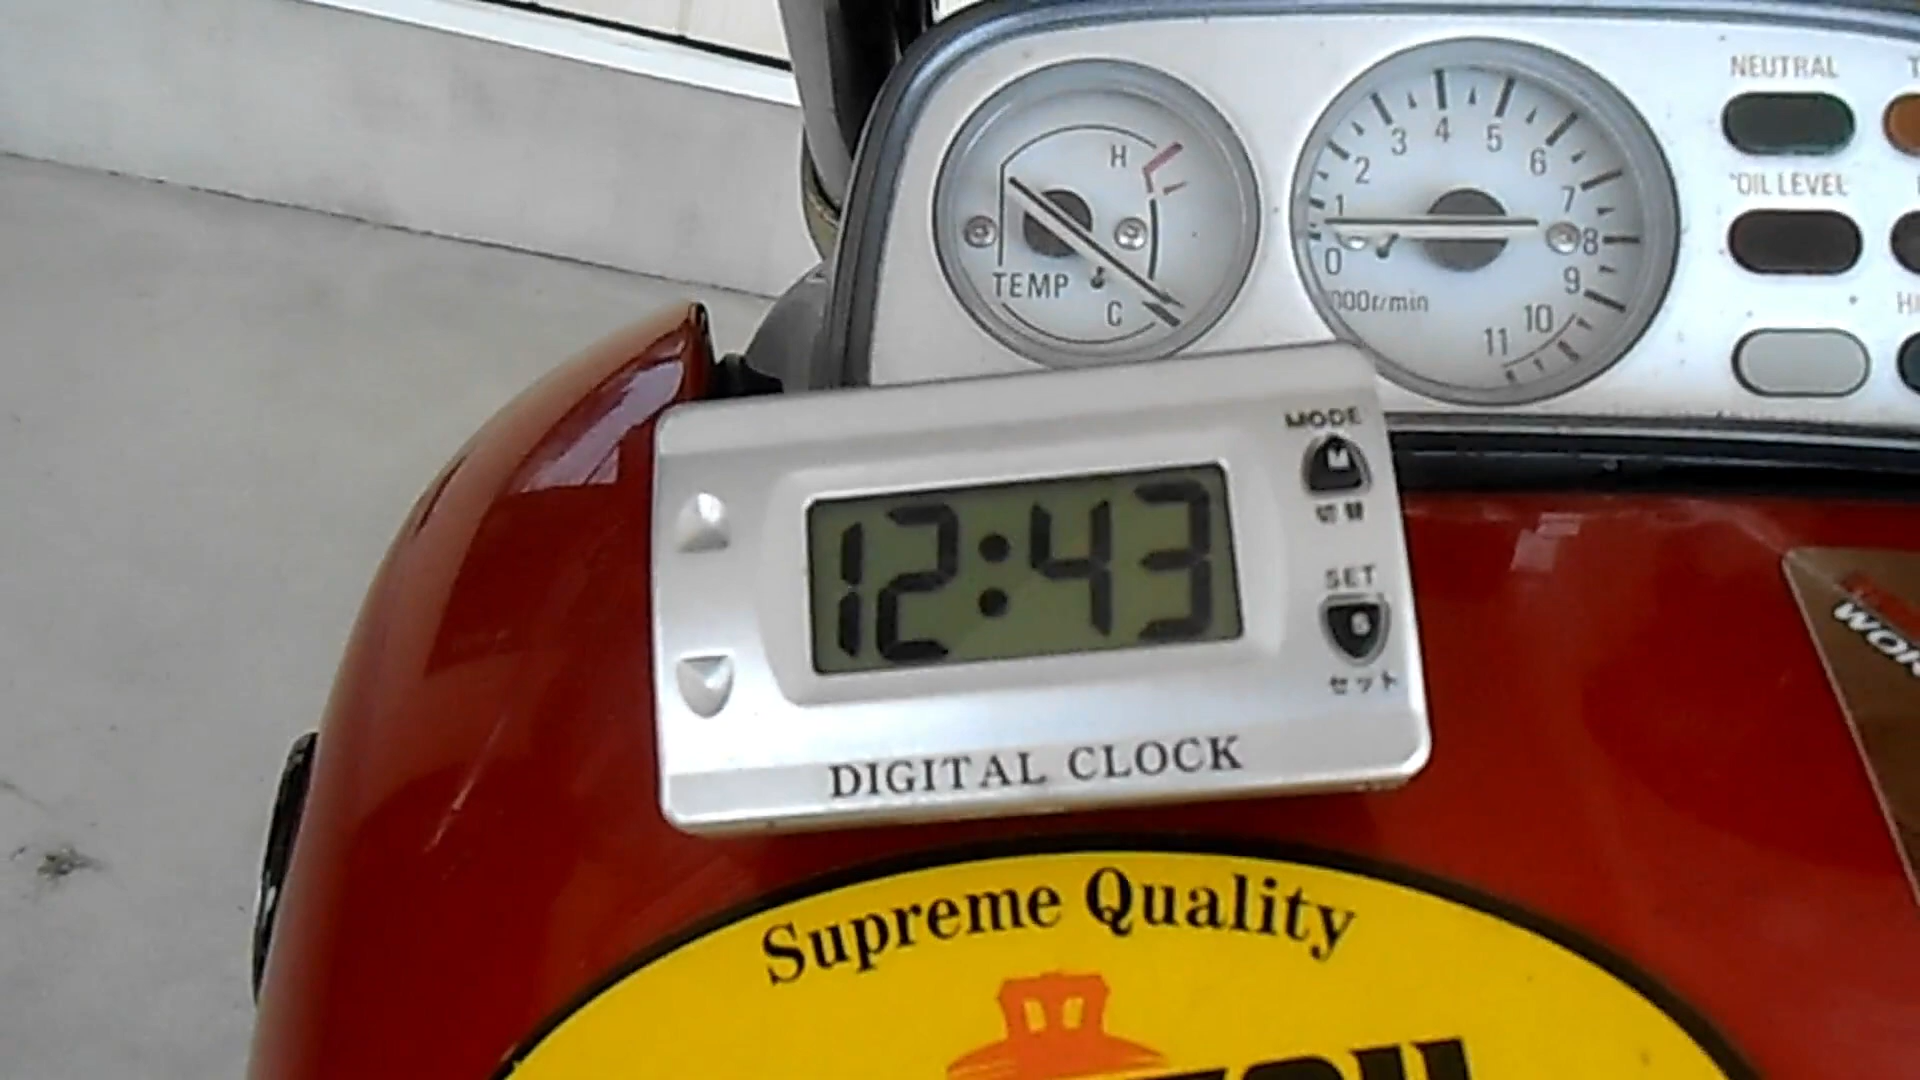 NEUTRAL
OIL LEVEL
H
TEMP
C
0
1
2
3
4
5
6
7
8
9
10
11
000r/min
MODE
M
切替
12:43
SET
S
セット
DIGITAL CLOCK
Supreme Quality